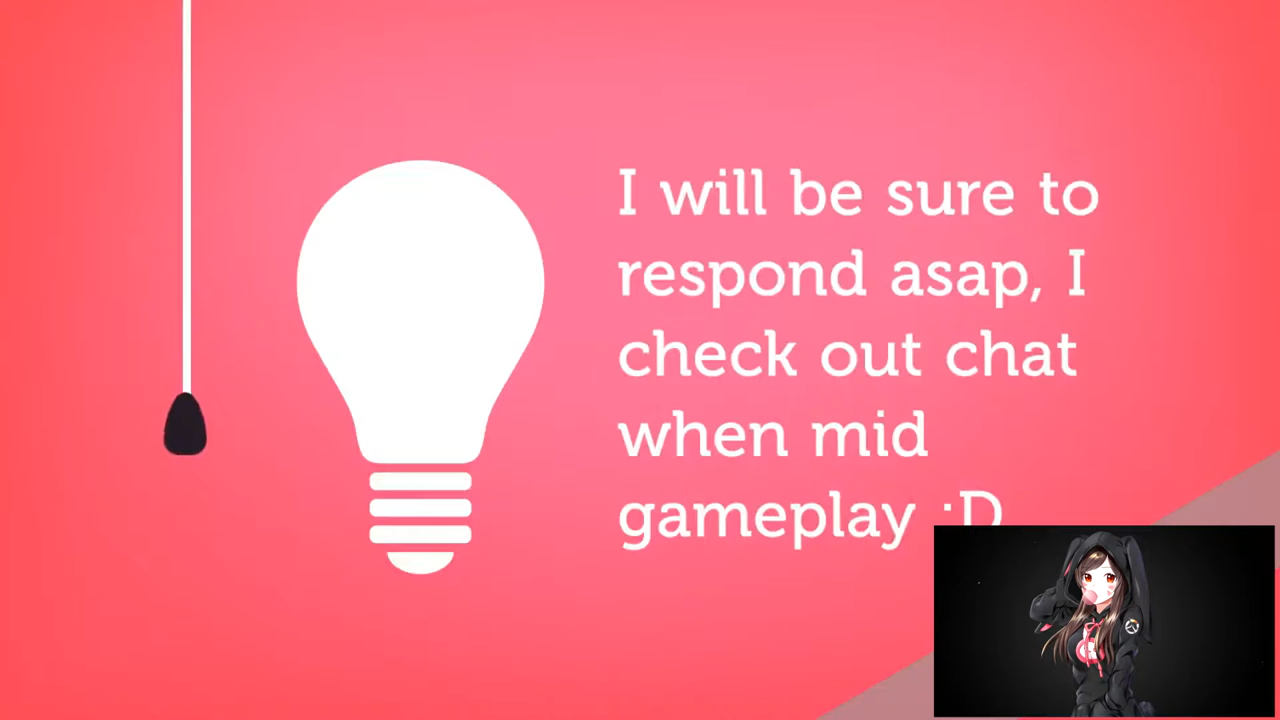 I will be sure to
respond asap, I
check out chat
when mid
gameplay :D